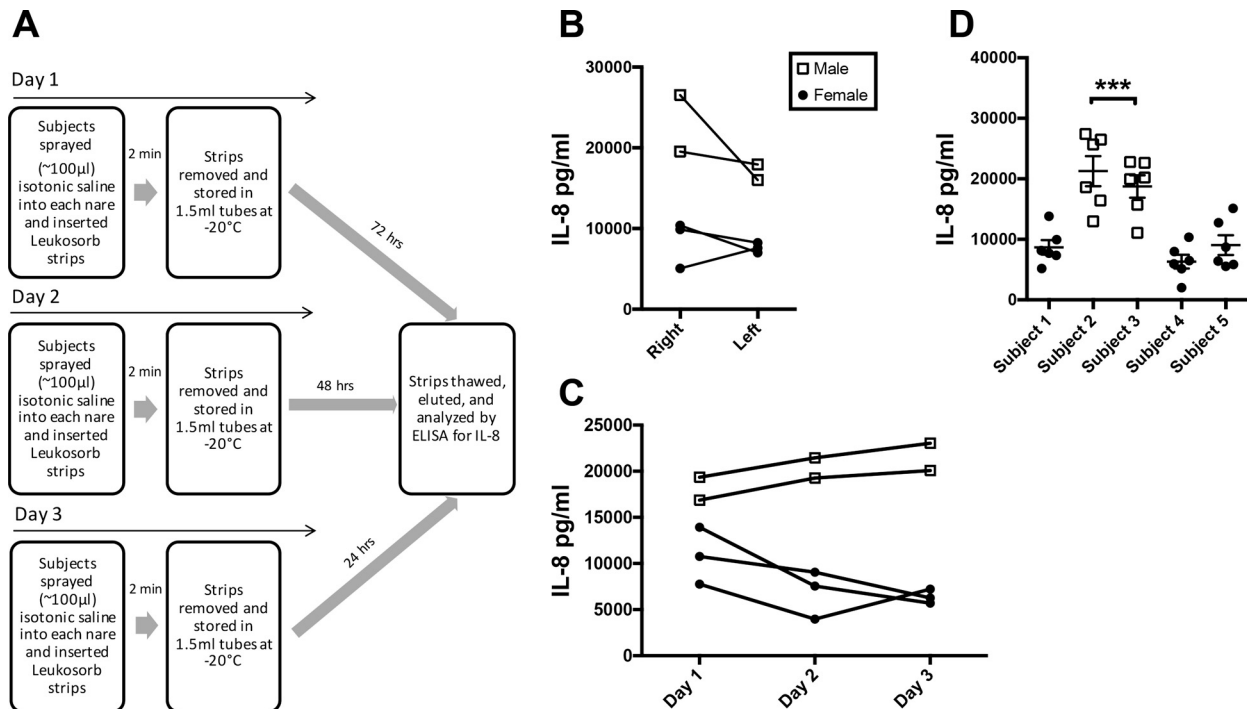 A
Day 1
Subjects
sprayed
(~100µl)
isotonic saline
into each nare
and inserted
Leukosorb
strips
2 min
Strips
removed and
stored in
1.5ml tubes at
-20°C
72 hrs
Day 2
Subjects
sprayed
(~100µl)
isotonic saline
into each nare
and inserted
Leukosorb
strips
2 min
Strips
removed and
stored in
1.5ml tubes at
-20°C
48 hrs
Strips thawed,
eluted, and
analyzed by
ELISA for IL-8
Day 3
Subjects
sprayed
(~100µl)
isotonic saline
into each nare
and inserted
Leukosorb
strips
2 min
Strips
removed and
stored in
1.5ml tubes at
-20°C
24 hrs
B
IL-8 pg/ml
30000
20000
10000
0
Right
Left
Male
Female
C
IL-8 pg/ml
25000
20000
15000
10000
5000
0
Day 1
Day 2
Day 3
D
IL-8 pg/ml
40000
30000
20000
10000
0
***
Subject 1
Subject 2
Subject 3
Subject 4
Subject 5